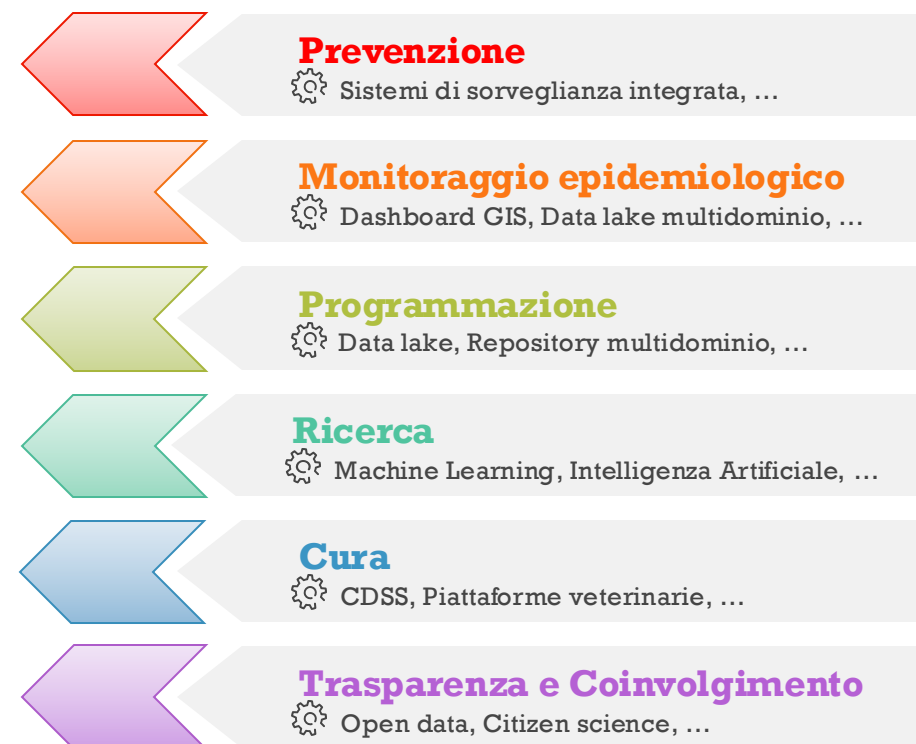 Prevenzione
Sistemi di sorveglianza integrata, …
Monitoraggio epidemiologico
Dashboard GIS, Data lake multidominio, …
Programmazione
Data lake, Repository multidominio, …
Ricerca
Machine Learning, Intelligenza Artificiale, …
Cura
CDSS, Piattaforme veterinarie, …
Trasparenza e Coinvolgimento
Open data, Citizen science, …